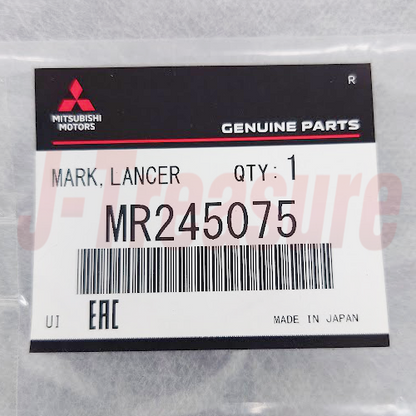 R
MITSUBISHI
MOTORS
GENUINE PARTS
MARK, LANCER QTY: 1
MR245075
J-Treasure
UI EAC MADE IN JAPAN